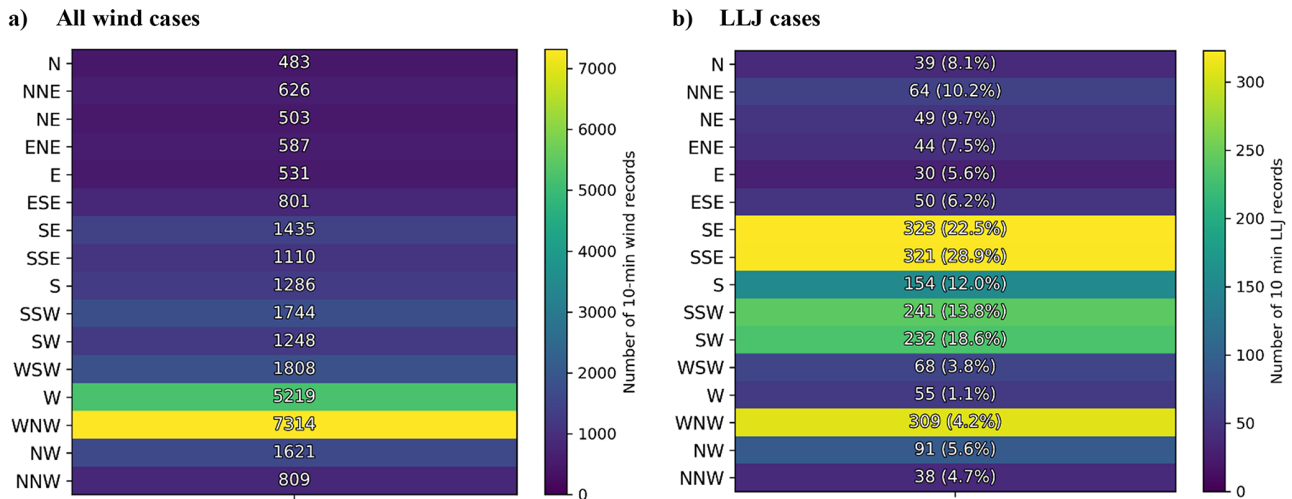 a) All wind cases
N 483
NNE 626
NE 503
ENE 587
E 531
ESE 801
SE 1435
SSE 1110
S 1286
SSW 1744
SW 1248
WSW 1808
W 5219
WNW 7314
NW 1621
NNW 809
7000
6000
5000
4000
3000
2000
1000
0
Number of 10-min wind records
b) LLJ cases
N 39 (8.1%)
NNE 64 (10.2%)
NE 49 (9.7%)
ENE 44 (7.5%)
E 30 (5.6%)
ESE 50 (6.2%)
SE 323 (22.5%)
SSE 321 (28.9%)
S 154 (12.0%)
SSW 241 (13.8%)
SW 232 (18.6%)
WSW 68 (3.8%)
W 55 (1.1%)
WNW 309 (4.2%)
NW 91 (5.6%)
NNW 38 (4.7%)
300
250
200
150
100
50
0
Number of 10 min LLJ records